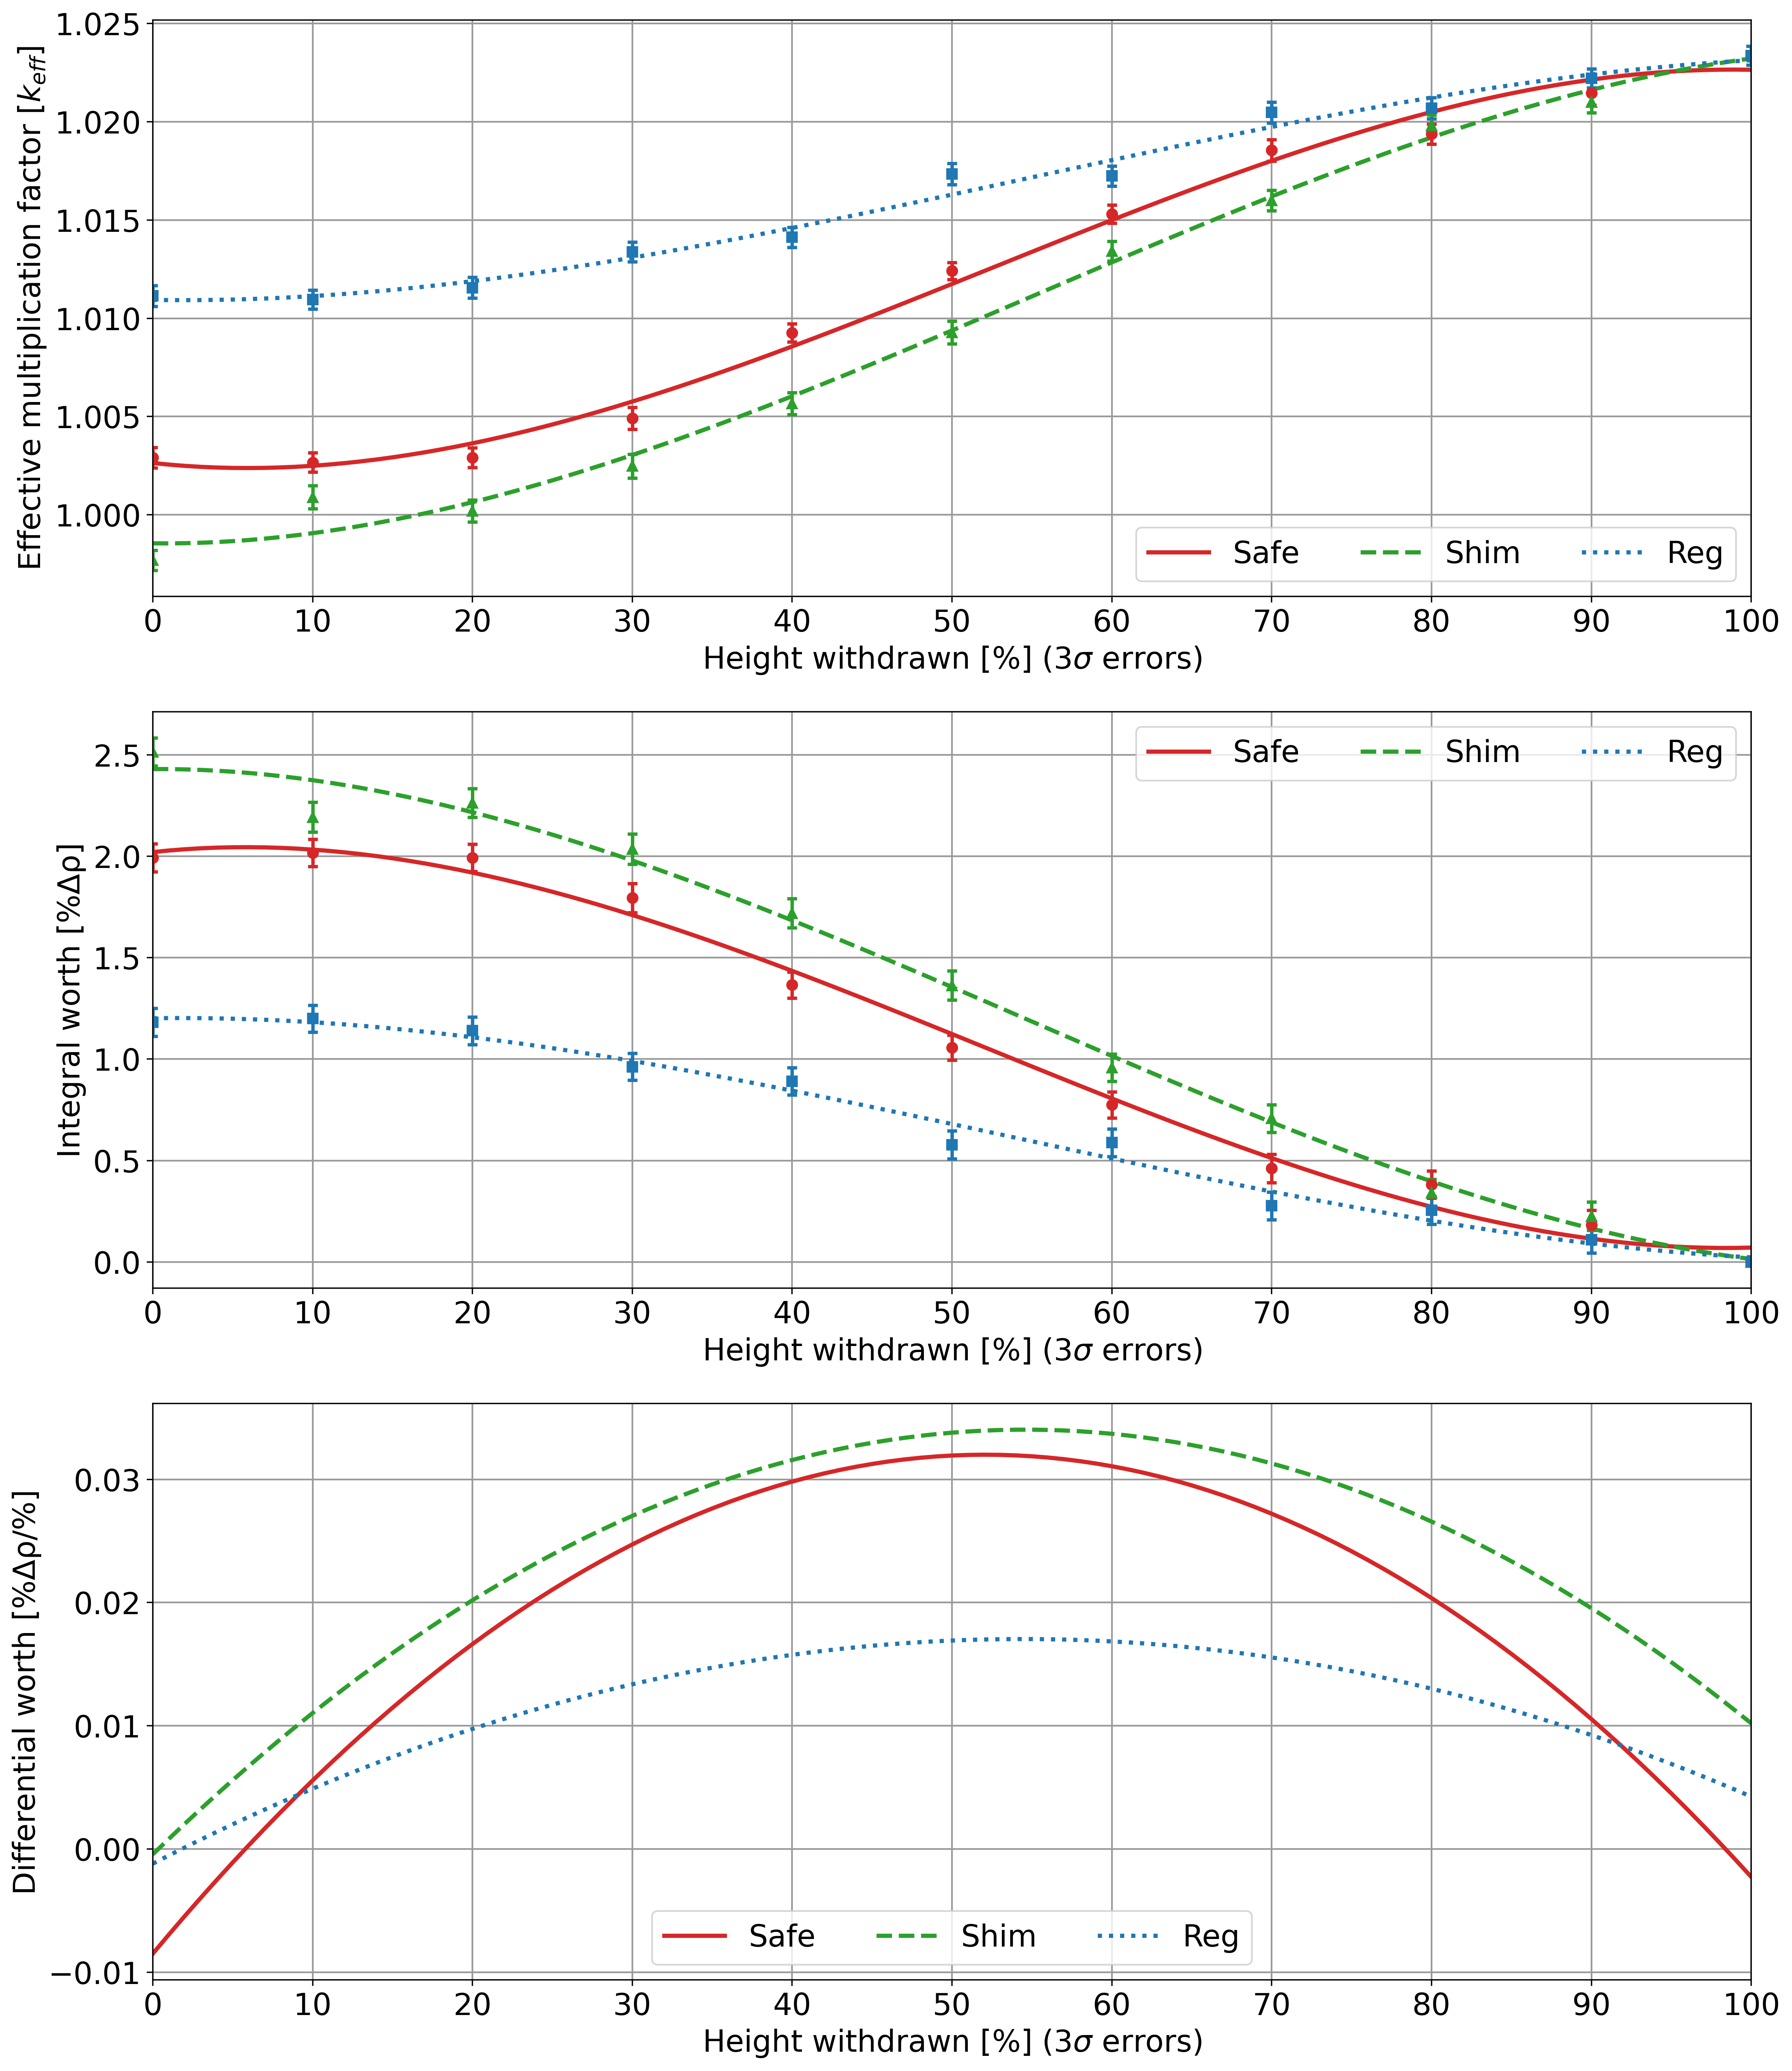 Effective multiplication factor [k_eff]
1.025
1.020
1.015
1.010
1.005
1.000
Safe Shim Reg
0 10 20 30 40 50 60 70 80 90 100
Height withdrawn [%] (3σ errors)
Integral worth [%Δρ]
2.5
2.0
1.5
1.0
0.5
0.0
Safe Shim Reg
0 10 20 30 40 50 60 70 80 90 100
Height withdrawn [%] (3σ errors)
Differential worth [%Δρ/%]
0.03
0.02
0.01
0.00
−0.01
Safe Shim Reg
0 10 20 30 40 50 60 70 80 90 100
Height withdrawn [%] (3σ errors)